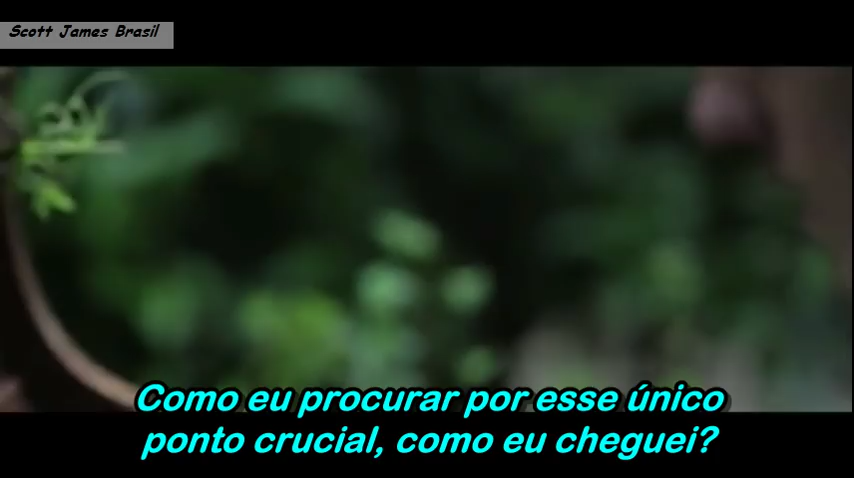 Scott James Brasil
Como eu procurar por esse único
ponto crucial, como eu cheguei?